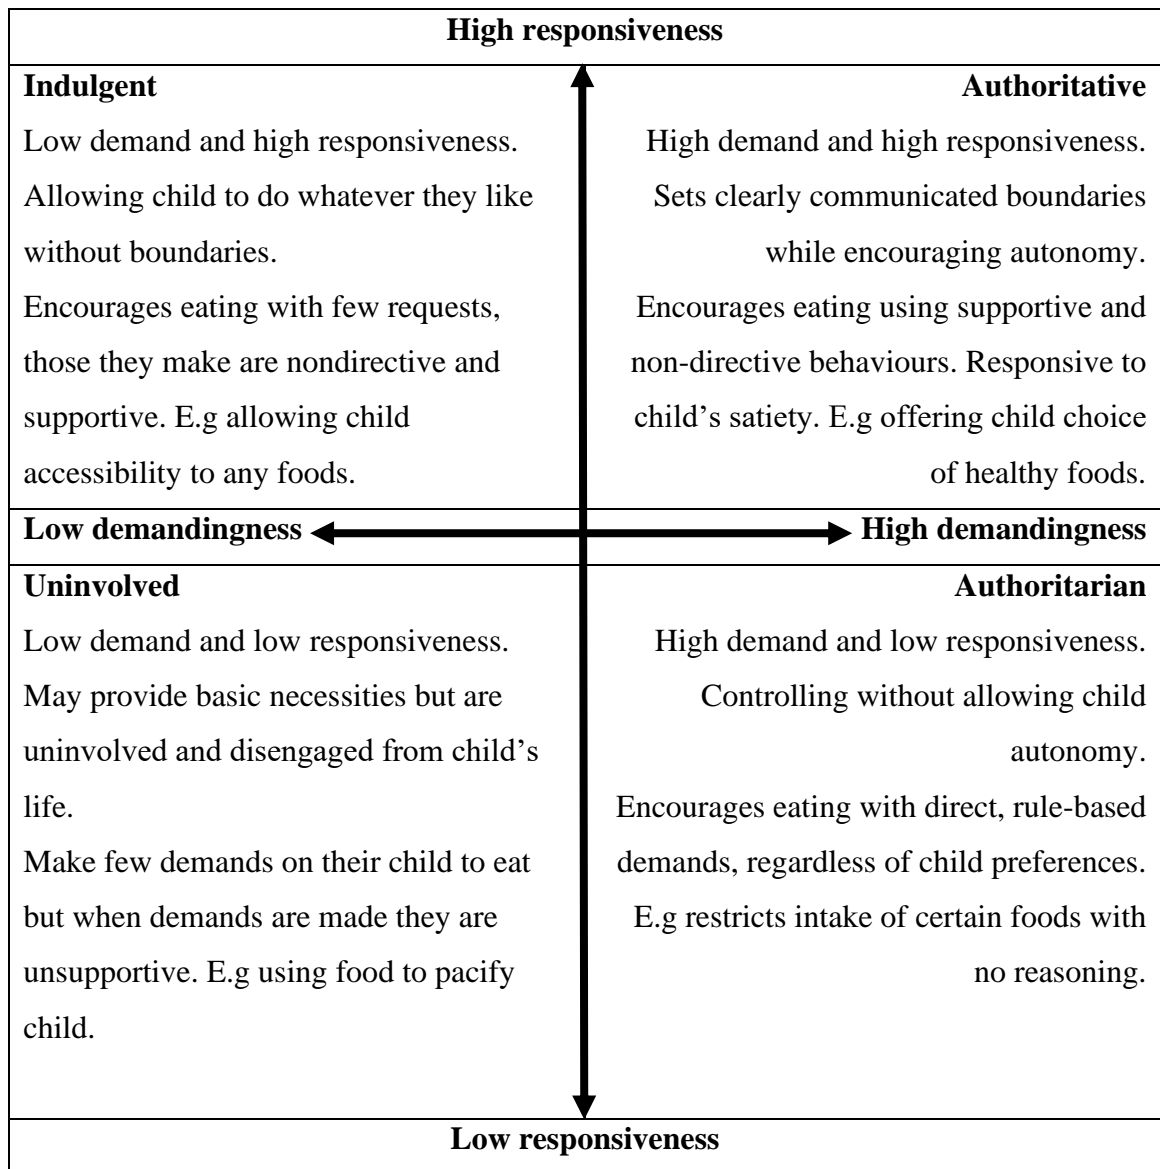 High responsiveness
Indulgent
Low demand and high responsiveness.
Allowing child to do whatever they like
without boundaries.
Encourages eating with few requests,
those they make are nondirective and
supportive. E.g allowing child
accessibility to any foods.
Authoritative
High demand and high responsiveness.
Sets clearly communicated boundaries
while encouraging autonomy.
Encourages eating using supportive and
non-directive behaviours. Responsive to
child’s satiety. E.g offering child choice
of healthy foods.
Low demandingness
High demandingness
Uninvolved
Low demand and low responsiveness.
May provide basic necessities but are
uninvolved and disengaged from child’s
life.
Make few demands on their child to eat
but when demands are made they are
unsupportive. E.g using food to pacify
child.
Authoritarian
High demand and low responsiveness.
Controlling without allowing child
autonomy.
Encourages eating with direct, rule-based
demands, regardless of child preferences.
E.g restricts intake of certain foods with
no reasoning.
Low responsiveness